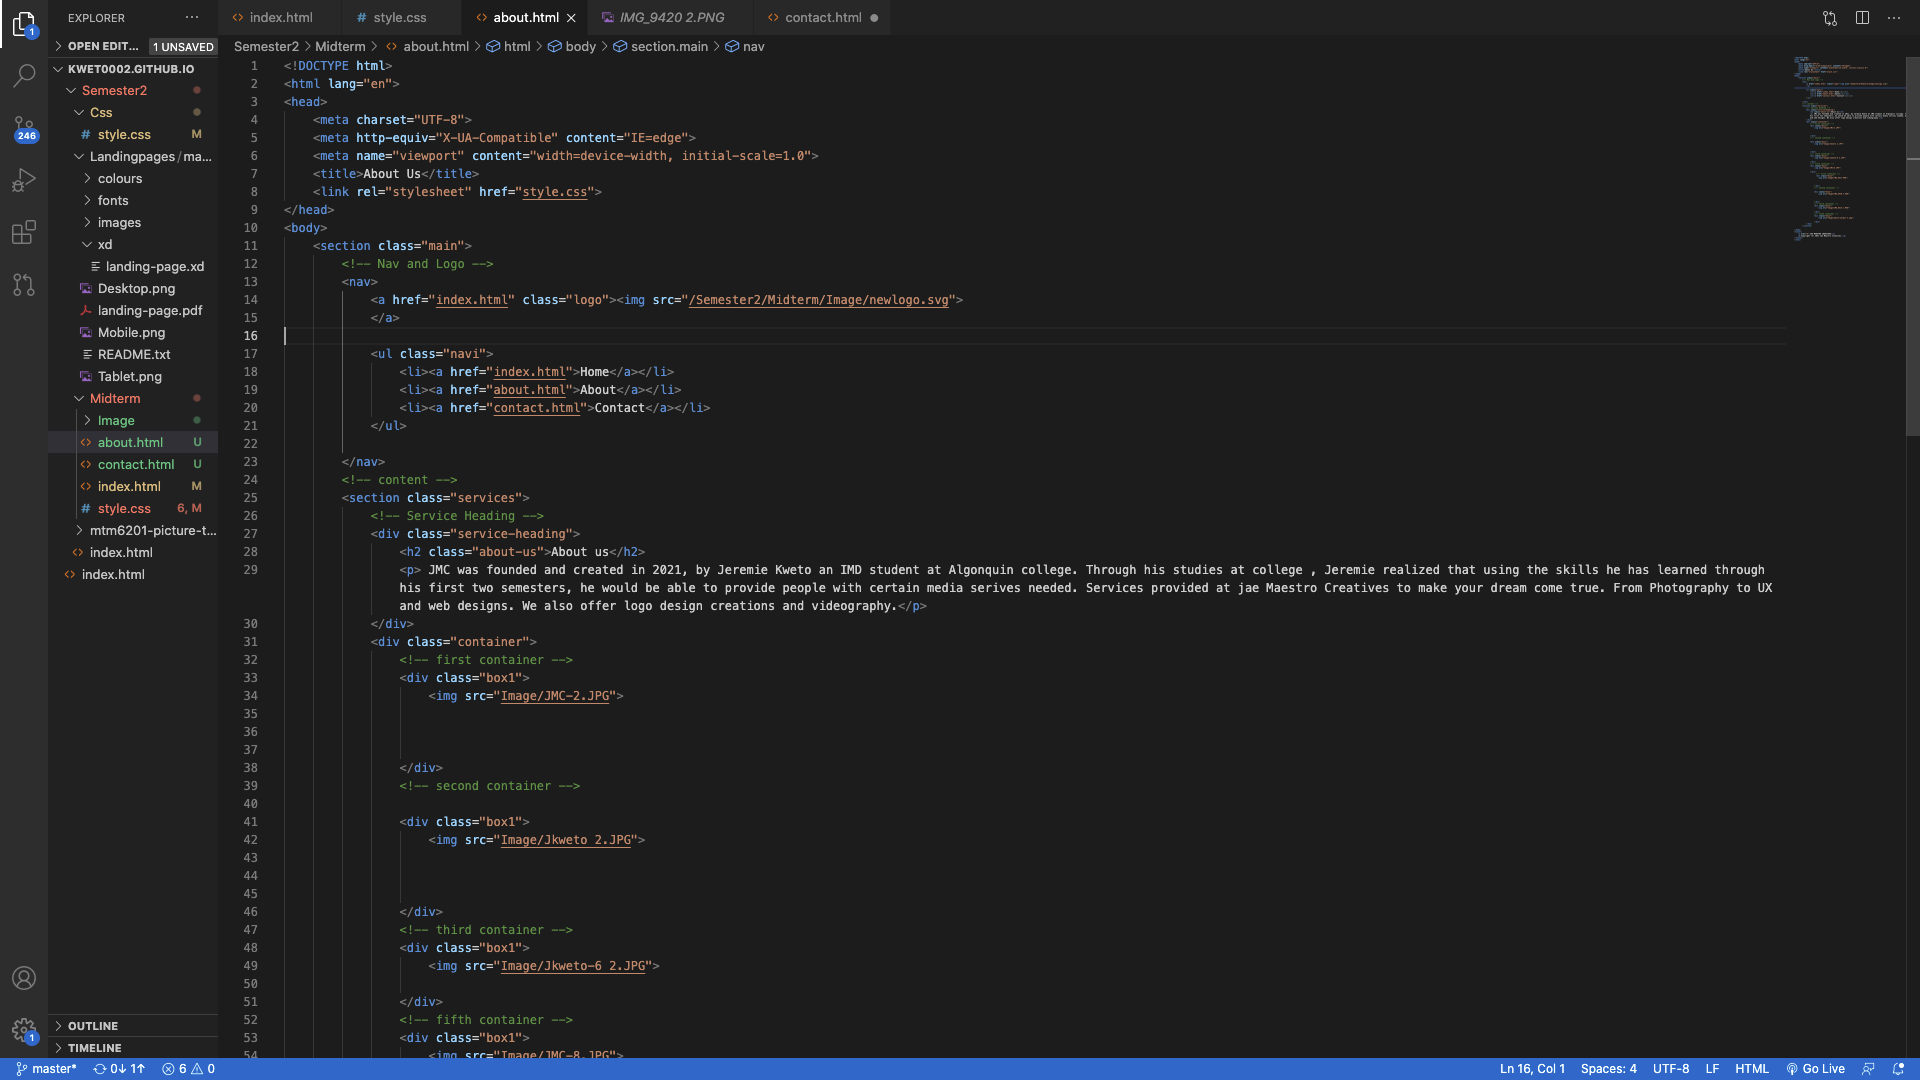 EXPLORER ···
index.html
style.css
about.html
IMG_9420 2.PNG
contact.html
OPEN EDIT... 1 UNSAVED
Semester2 > Midterm > about.html > html > body > section.main > nav
KWET0002.GITHUB.IO
Semester2
Css
style.css M
Landingpages / ma...
colours
fonts
images
xd
landing-page.xd
Desktop.png
landing-page.pdf
Mobile.png
README.txt
Tablet.png
Midterm
Image
about.html U
contact.html U
index.html M
style.css 6, M
mtm6201-picture-t...
index.html
index.html
OUTLINE
TIMELINE
1
246
1
1 <!DOCTYPE html>
2 <html lang="en">
3 <head>
4 <meta charset="UTF-8">
5 <meta http-equiv="X-UA-Compatible" content="IE=edge">
6 <meta name="viewport" content="width=device-width, initial-scale=1.0">
7 <title>About Us</title>
8 <link rel="stylesheet" href="style.css">
9 </head>
10 <body>
11 <section class="main">
12 <!-- Nav and Logo -->
13 <nav>
14 <a href="index.html" class="logo"><img src="/Semester2/Midterm/Image/newlogo.svg">
15 </a>
16
17 <ul class="navi">
18 <li><a href="index.html">Home</a></li>
19 <li><a href="about.html">About</a></li>
20 <li><a href="contact.html">Contact</a></li>
21 </ul>
22
23 </nav>
24 <!-- content -->
25 <section class="services">
26 <!-- Service Heading -->
27 <div class="service-heading">
28 <h2 class="about-us">About us</h2>
29 <p> JMC was founded and created in 2021, by Jeremie Kweto an IMD student at Algonquin college. Through his studies at college , Jeremie realized that using the skills he has learned through
his first two semesters, he would be able to provide people with certain media serives needed. Services provided at jae Maestro Creatives to make your dream come true. From Photography to UX
and web designs. We also offer logo design creations and videography.</p>
30 </div>
31 <div class="container">
32 <!-- first container -->
33 <div class="box1">
34 <img src="Image/JMC-2.JPG">
35
36
37
38 </div>
39 <!-- second container -->
40
41 <div class="box1">
42 <img src="Image/Jkweto 2.JPG">
43
44
45
46 </div>
47 <!-- third container -->
48 <div class="box1">
49 <img src="Image/Jkweto-6 2.JPG">
50
51 </div>
52 <!-- fifth container -->
53 <div class="box1">
54 <img src="Image/JMC-8.JPG">
master* 0↓ 1↑ 6 0
Ln 16, Col 1 Spaces: 4 UTF-8 LF HTML Go Live